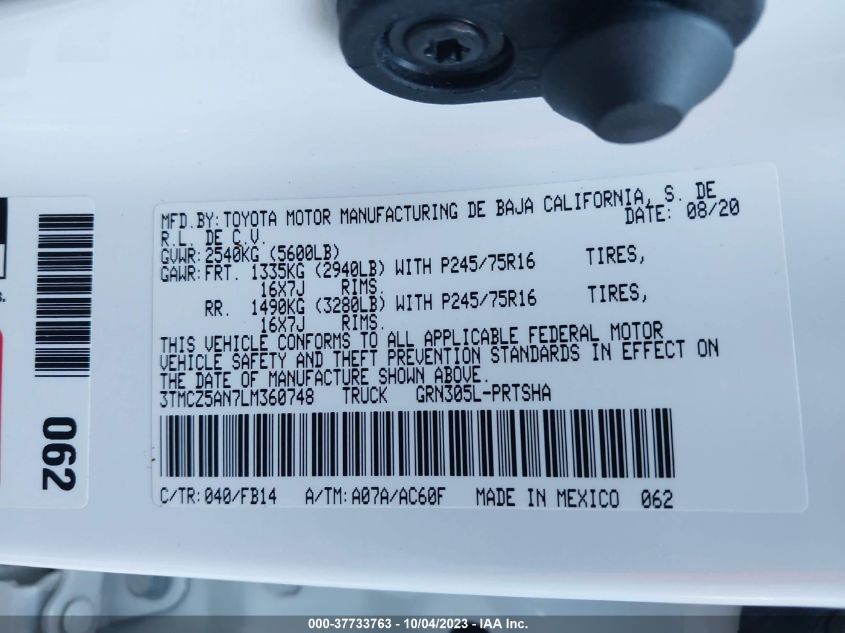 MFD.BY:TOYOTA MOTOR MANUFACTURING DE BAJA CALIFORNIA, S. DE
R.L. DE C.V. DATE: 08/20
GVWR:2540KG (5600LB)
GAWR:FRT. 1335KG (2940LB) WITH P245/75R16 TIRES,
16X7J RIMS.
RR. 1490KG (3280LB) WITH P245/75R16 TIRES,
16X7J RIMS.
THIS VEHICLE CONFORMS TO ALL APPLICABLE FEDERAL MOTOR
VEHICLE SAFETY AND THEFT PREVENTION STANDARDS IN EFFECT ON
THE DATE OF MANUFACTURE SHOWN ABOVE.
3TMCZ5AN7LM360748 TRUCK GRN305L-PRTSHA
C/TR:040/FB14 A/TM:A07A/AC60F MADE IN MEXICO 062
062
000-37733763 - 10/04/2023 - IAA Inc.